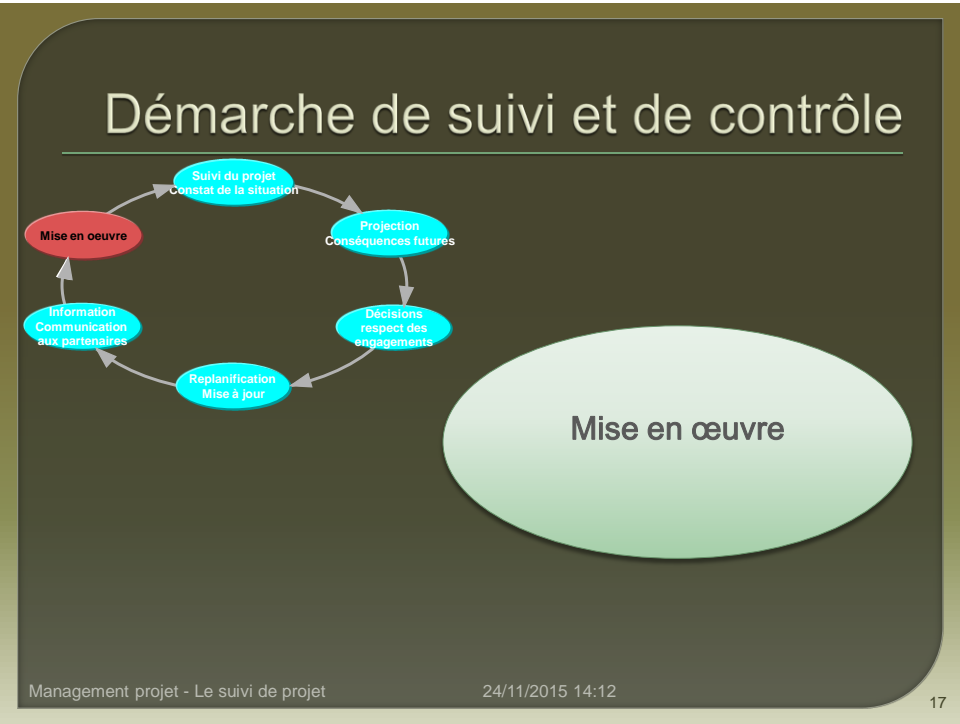 Démarche de suivi et de contrôle
Suivi du projet
Constat de la situation
Projection
Conséquences futures
Décisions
respect des
engagements
Replanification
Mise à jour
Information
Communication
aux partenaires
Mise en oeuvre
Mise en œuvre
Management projet - Le suivi de projet
24/11/2015 14:12
17